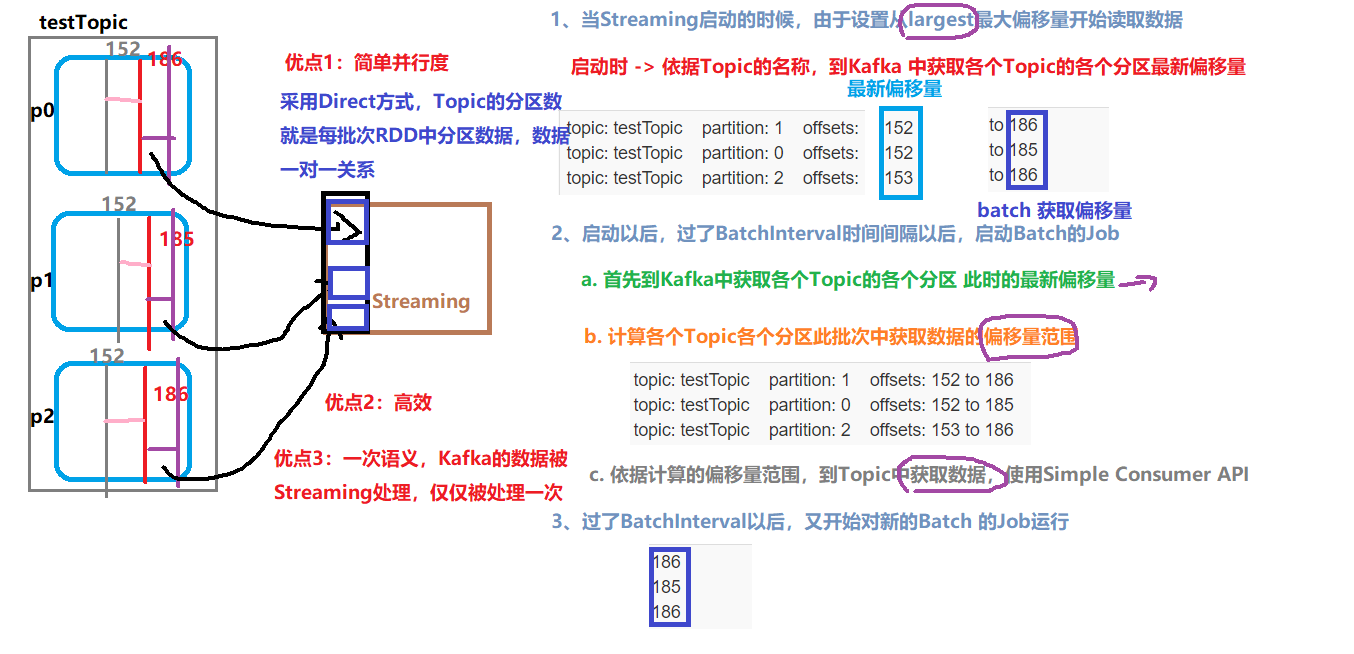 testTopic
152
186
p0
152
185
p1
152
186
p2
优点1：简单并行度
采用Direct方式，Topic的分区数
就是每批次RDD中分区数据，数据
一对一关系
Streaming
优点2：高效
优点3：一次语义，Kafka的数据被
Streaming处理，仅仅被处理一次
1、当Streaming启动的时候，由于设置从largest最大偏移量开始读取数据
启动时 -> 依据Topic的名称，到Kafka 中获取各个Topic的各个分区最新偏移量
最新偏移量
topic: testTopic partition: 1 offsets: 152 to 186
topic: testTopic partition: 0 offsets: 152 to 185
topic: testTopic partition: 2 offsets: 153 to 186
batch 获取偏移量
2、启动以后，过了BatchInterval时间间隔以后，启动Batch的Job
a. 首先到Kafka中获取各个Topic的各个分区 此时的最新偏移量
b. 计算各个Topic各个分区此批次中获取数据的偏移量范围
topic: testTopic partition: 1 offsets: 152 to 186
topic: testTopic partition: 0 offsets: 152 to 185
topic: testTopic partition: 2 offsets: 153 to 186
c. 依据计算的偏移量范围，到Topic中获取数据，使用Simple Consumer API
3、过了BatchInterval以后，又开始对新的Batch 的Job运行
186
185
186